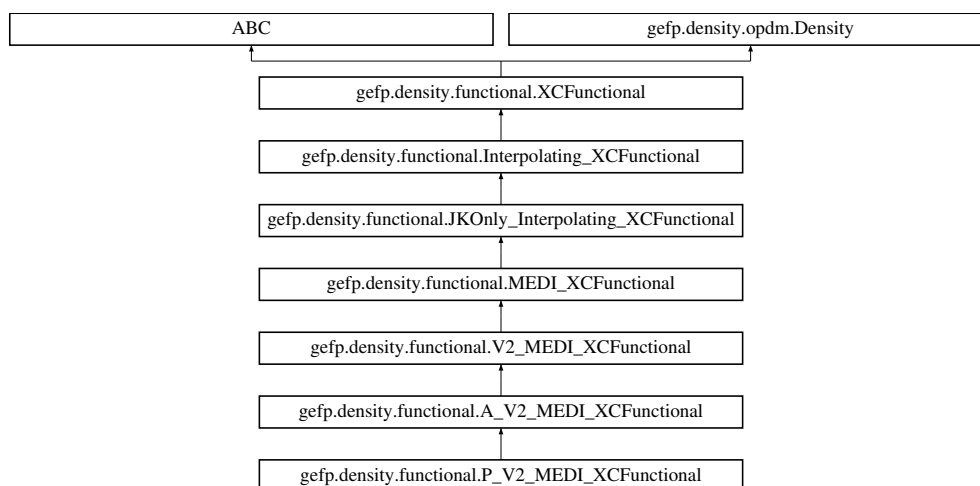 ABC
gefp.density.opdm.Density
gefp.density.functional.XCFunctional
gefp.density.functional.Interpolating_XCFunctional
gefp.density.functional.JKOnly_Interpolating_XCFunctional
gefp.density.functional.MEDI_XCFunctional
gefp.density.functional.V2_MEDI_XCFunctional
gefp.density.functional.A_V2_MEDI_XCFunctional
gefp.density.functional.P_V2_MEDI_XCFunctional